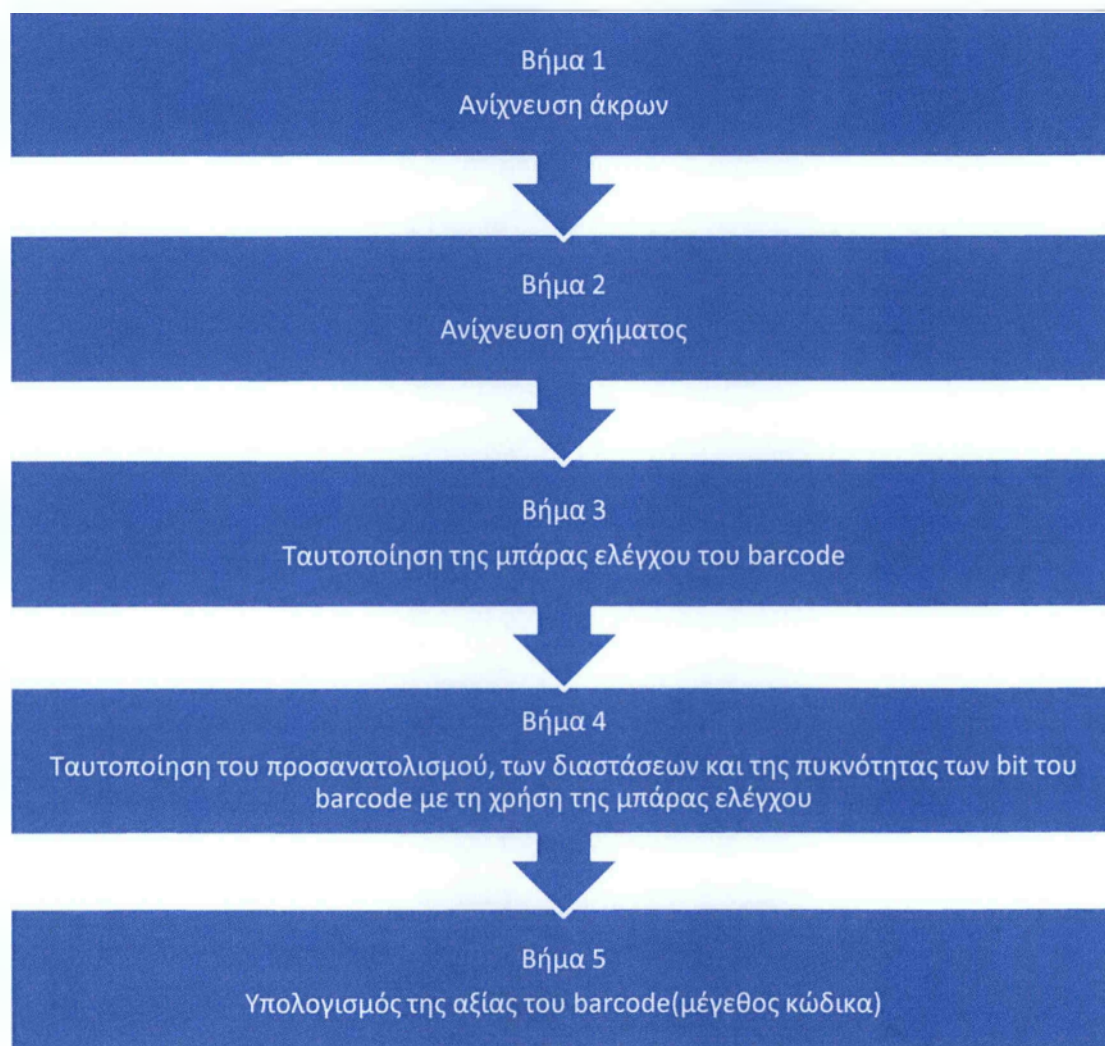 Βήμα 1
Ανίχνευση άκρων
Βήμα 2
Ανίχνευση σχήματος
Βήμα 3
Ταυτοποίηση της μπάρας ελέγχου του barcode
Βήμα 4
Ταυτοποίηση του προσανατολισμού, των διαστάσεων και της πυκνότητας των bit του
barcode με τη χρήση της μπάρας ελέγχου
Βήμα 5
Υπολογισμός της αξίας του barcode(μέγεθος κώδικα)